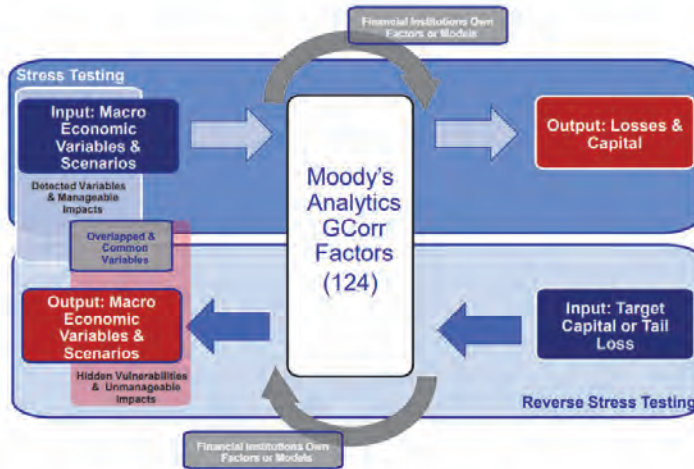 Financial Institutions Own
Factors or Models
Stress Testing
Input: Macro
Economic
Variables &
Scenarios
Detected Variables
& Manageable
Impacts
Moody's
Analytics
GCorr
Factors
(124)
Output: Losses &
Capital
Overlapped &
Common
Variables
Output: Macro
Economic
Variables &
Scenarios
Hidden Vulnerabilities
& Unmanageable
Impacts
Input: Target
Capital or Tail
Loss
Reverse Stress Testing
Financial Institutions Own
Factors or Models